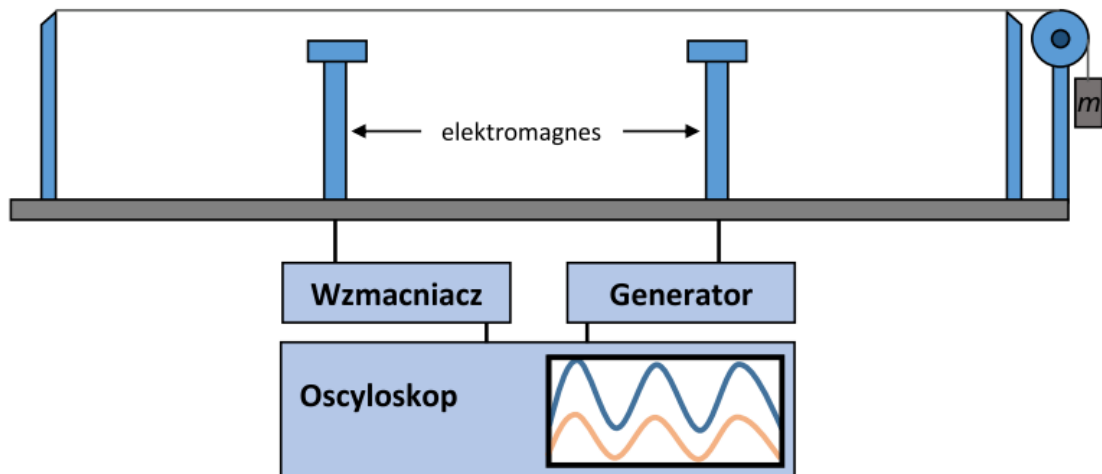 m
elektromagnes
Wzmacniacz
Generator
Oscyloskop